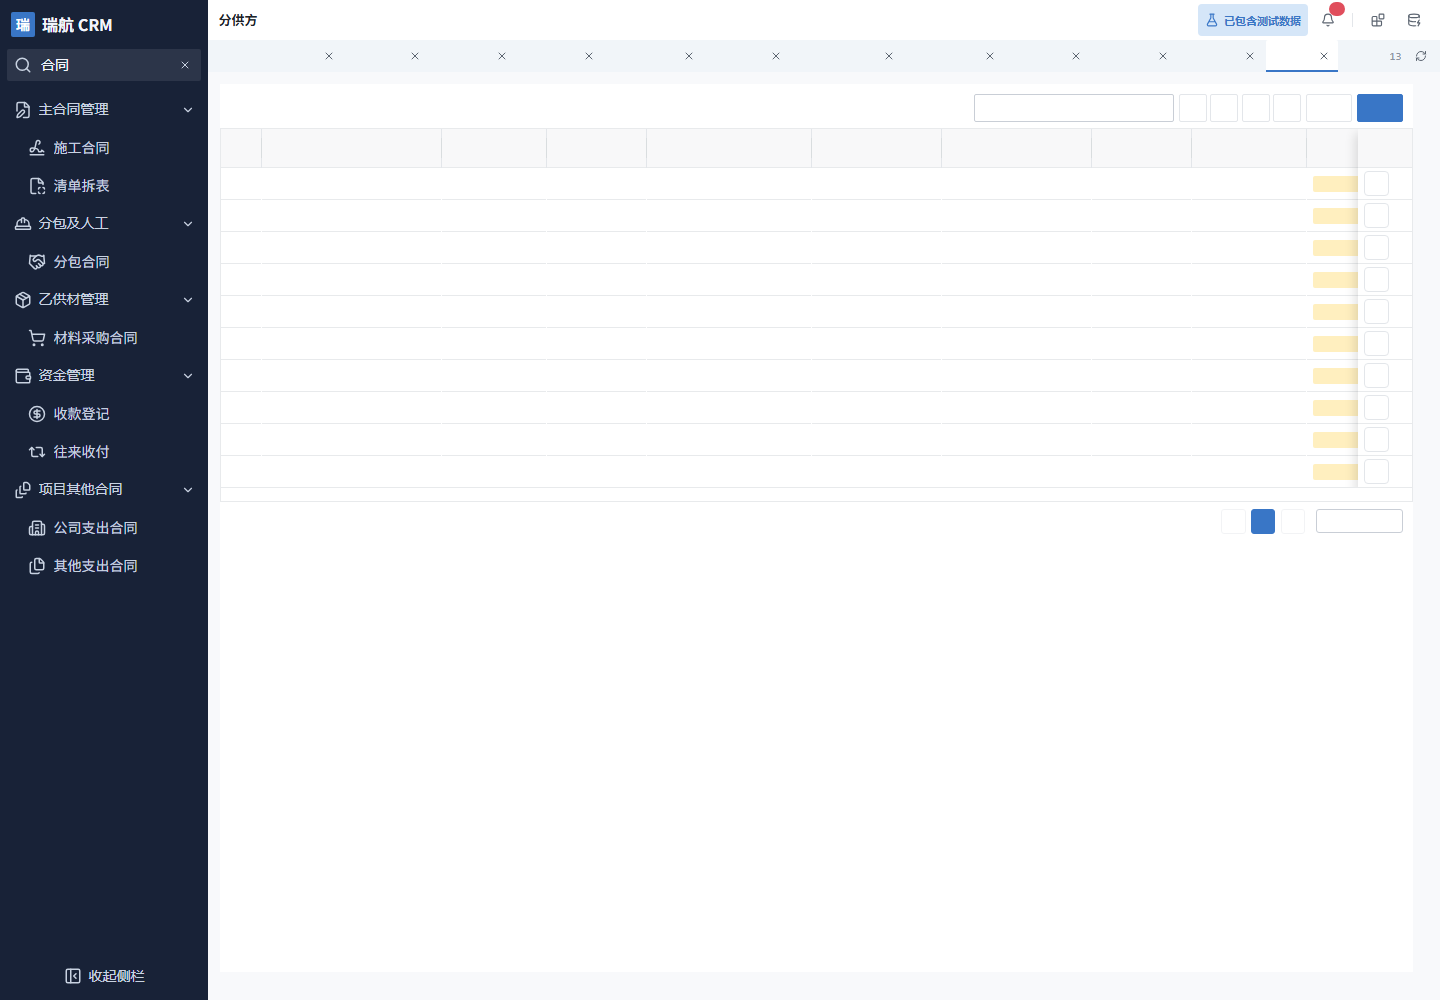 瑞 瑞航 CRM
合同
主合同管理
施工合同
清单拆表
分包及人工
分包合同
乙供材管理
材料采购合同
资金管理
收款登记
往来收付
项目其他合同
公司支出合同
其他支出合同
收起侧栏
分供方
已包含测试数据
13